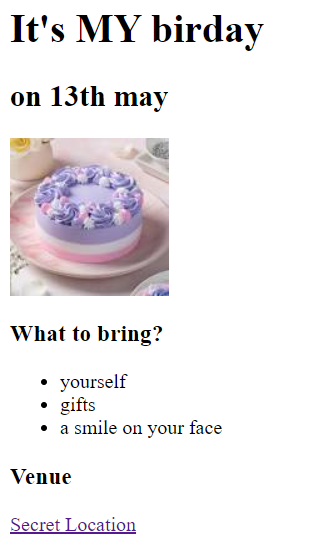 It's MY birday
on 13th may
What to bring?
yourself
gifts
a smile on your face
Venue
Secret Location